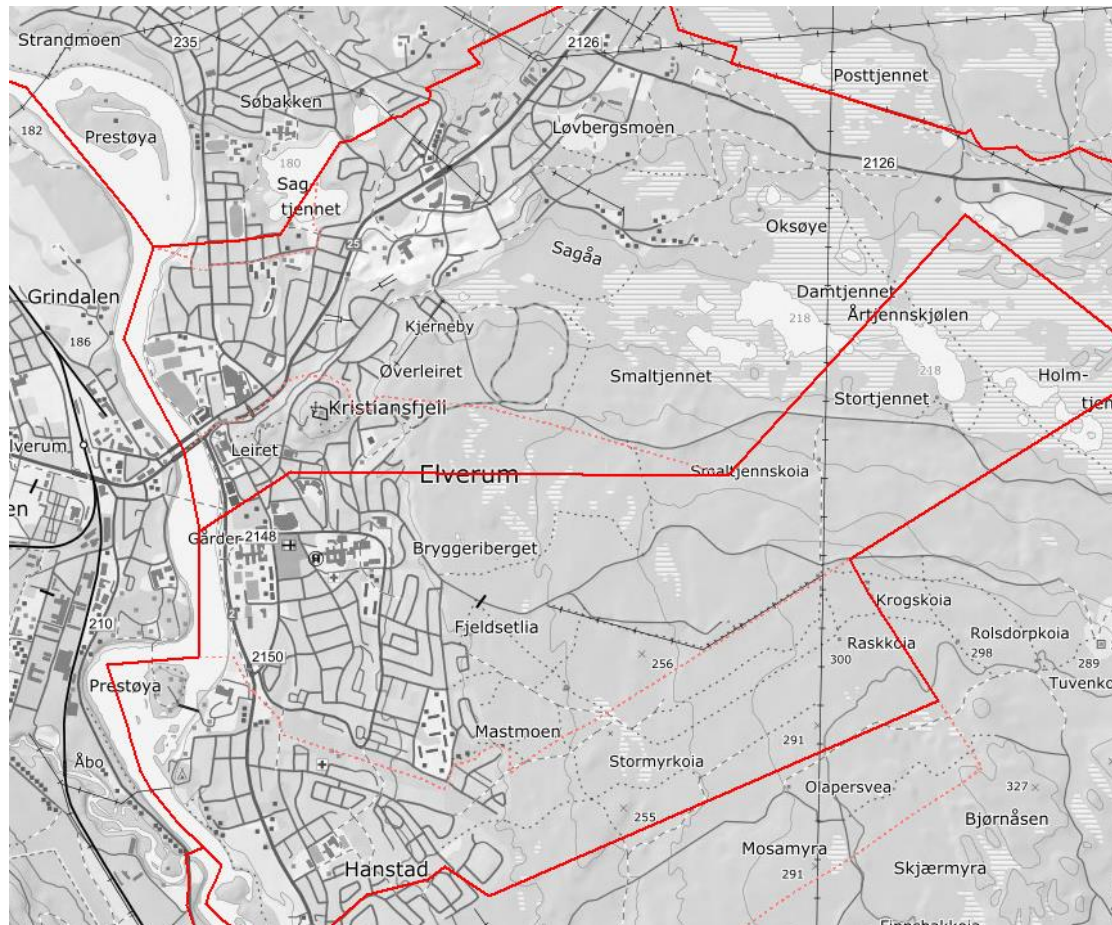 Strandmoen
235
2126
Posttjennet
Søbakken
182
Prestøya
Løvbergsmoen
180
2126
Sag
tjennet
Oksøye
25
Sagåa
Grindalen
Damtjennet
Årtjennskjølen
218
Kjerneby
186
Øverleiret
Smaltjennet
218
Holm-
tjen
Kristiansfjell
Stortjennet
lverum
Leiret
Elverum
Smaltjennskoia
en
Gårder
2148
Bryggeriberget
Krogskoia
210
Fjeldsetlia
Raskkoia
Rolsdorpkoia
298
2150
256
300
289
Prestøya
Tuvenko
Mastmoen
291
Åbo
Stormyrkoia
Olapersvea
327
255
Bjørnåsen
Hanstad
Mosamyra
291
Skjærmyra